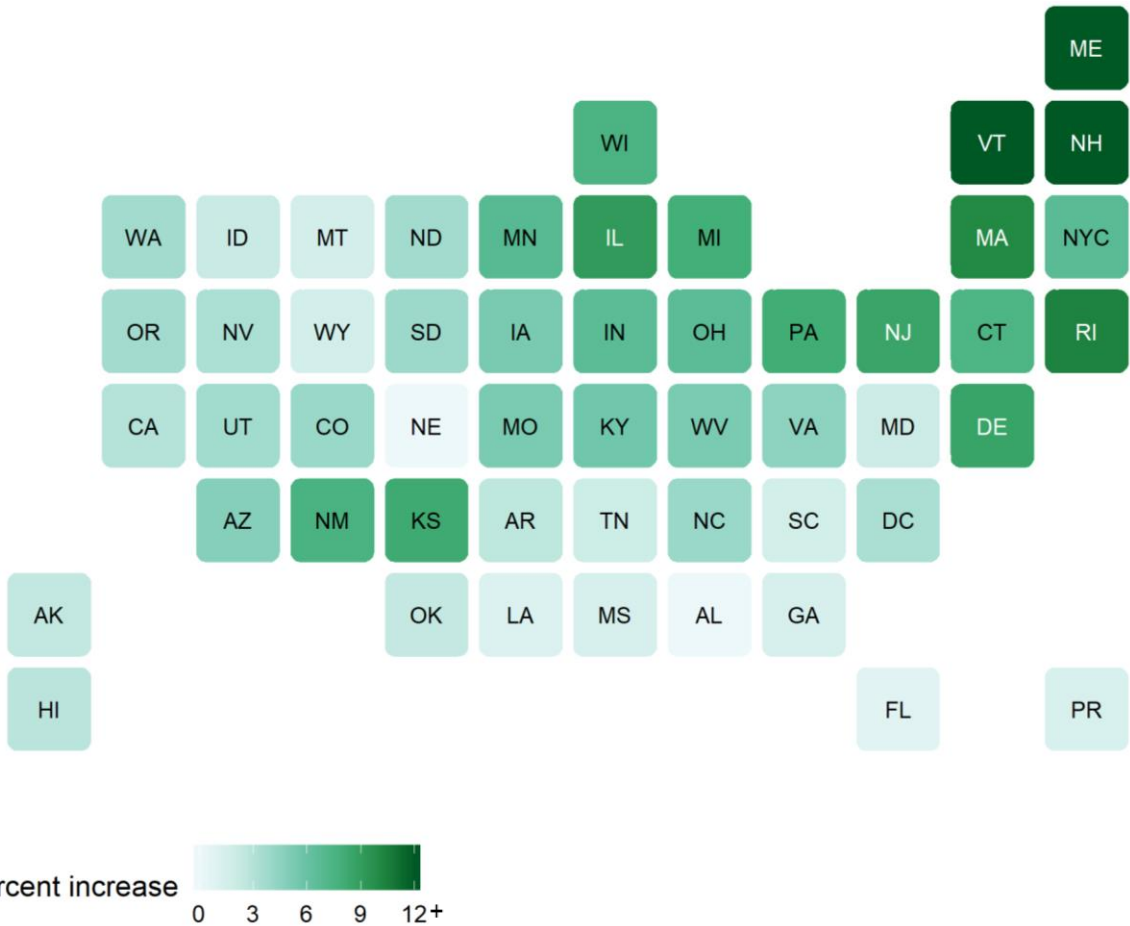 ME
WI VT NH
WA ID MT ND MN IL MI MA NYC
OR NV WY SD IA IN OH PA NJ CT RI
CA UT CO NE MO KY WV VA MD DE
AZ NM KS AR TN NC SC DC
AK OK LA MS AL GA
HI FL PR
rcent increase
0 3 6 9 12+